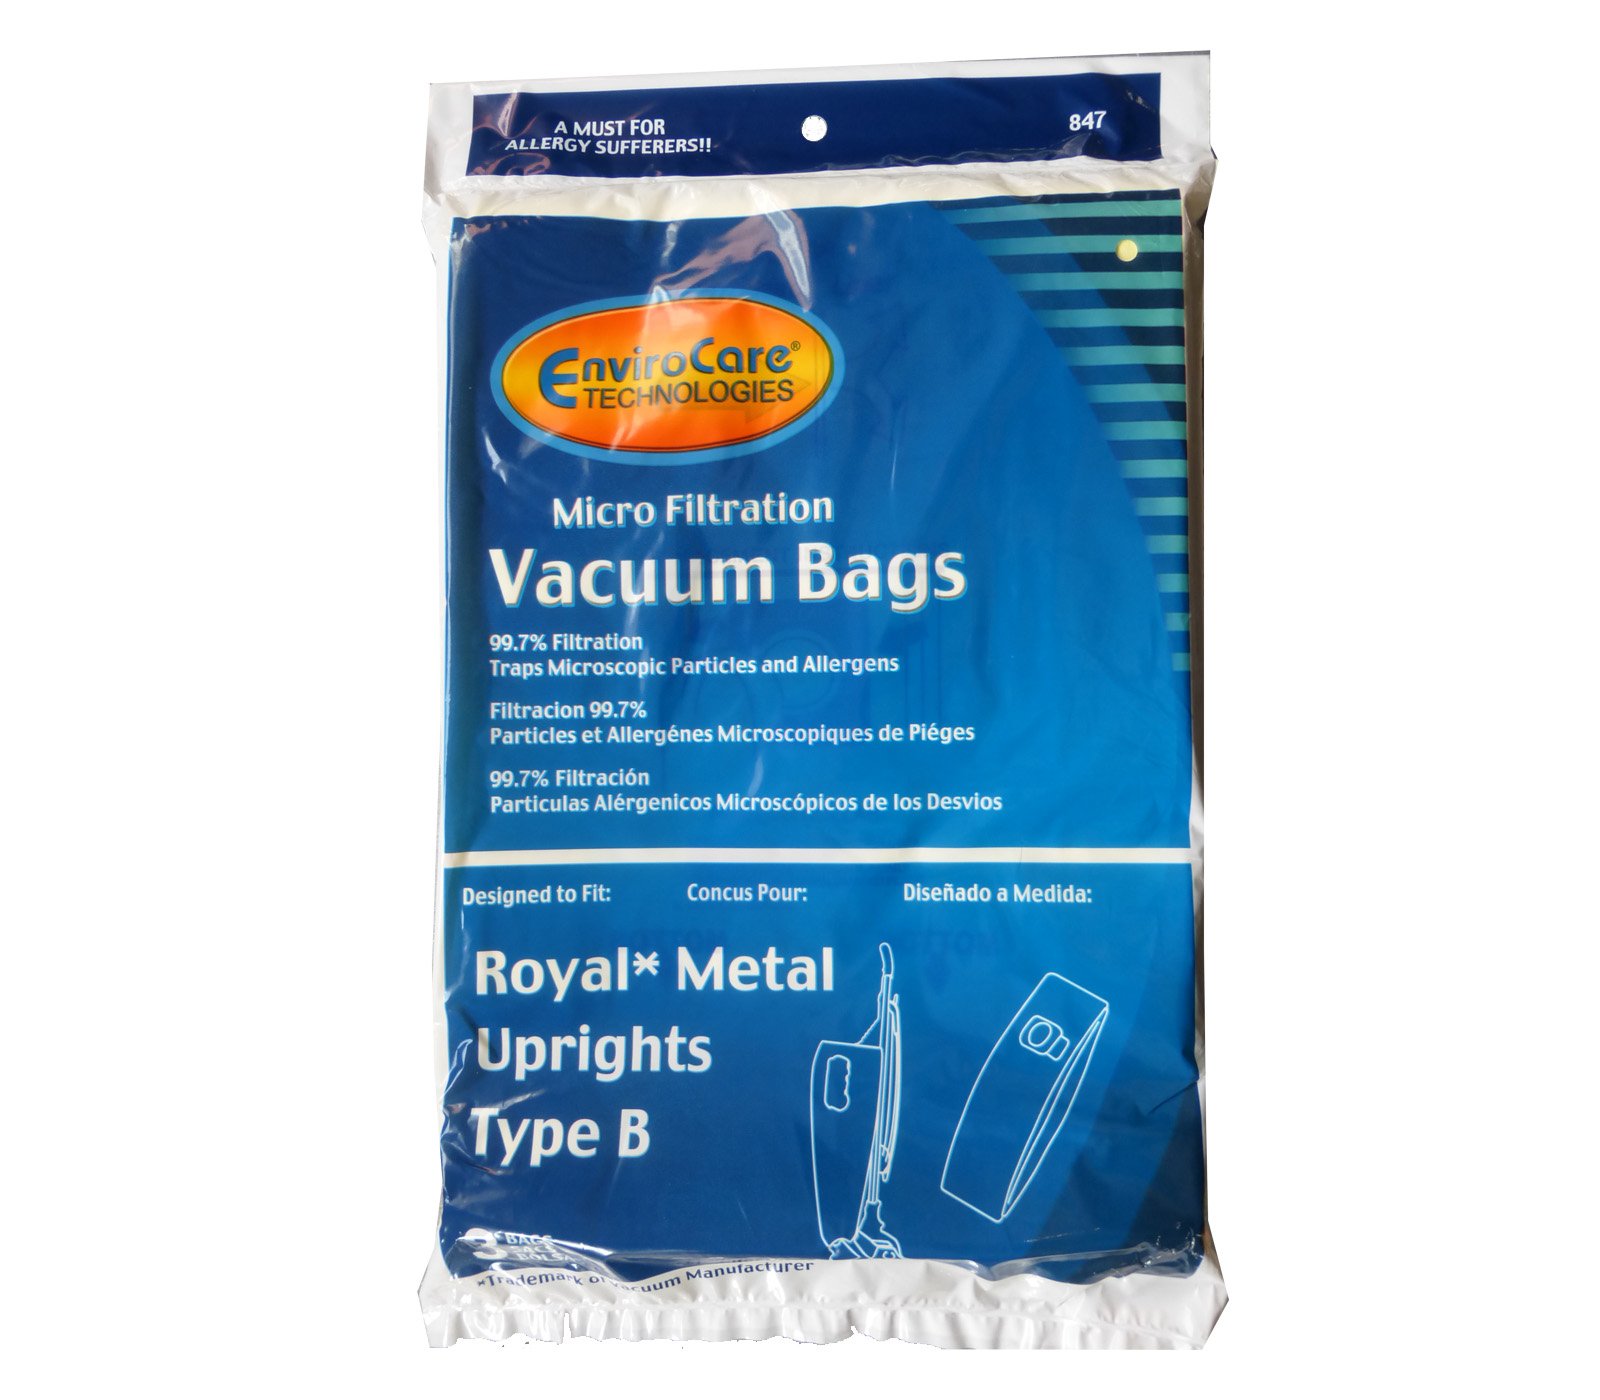 A MUST FOR
ALLERGY SUFFERERS!!
847
EnviroCare®
TECHNOLOGIES
Micro Filtration
Vacuum Bags
99.7% Filtration
Traps Microscopic Particles and Allergens
Filtracion 99.7%
Particles et Allergénes Microscopiques de Piéges
99.7% Filtración
Particulas Alérgenicos Microscópicos de los Desvios
Designed to Fit:
Concus Pour:
Diseñado a Medida:
Royal* Metal
Uprights
Type B
3 BAGS
*Trademark of Vacuum Manufacturer